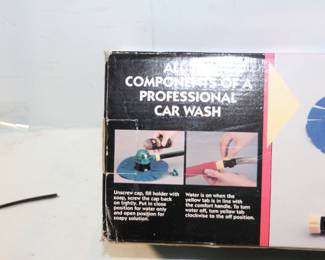 ALL THE
COMPONENTS OF A
PROFESSIONAL
CAR WASH
Unscrew cap, fill holder with
soap, screw the cap back
on tightly. Put in close
position for water only
and open position for
soapy solution.
Water is on when the
yellow tab is in line with
the comfort handle. To turn
water off, turn yellow tab
clockwise to the off position.